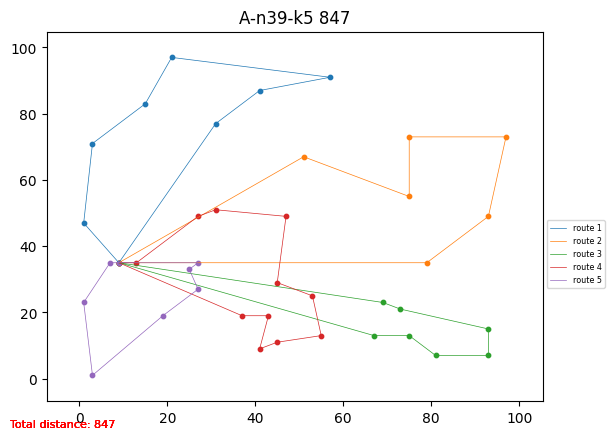 A-n39-k5 847
100
80
60
40
20
0
0 20 40 60 80 100
route 1
route 2
route 3
route 4
route 5
Total distance: 847